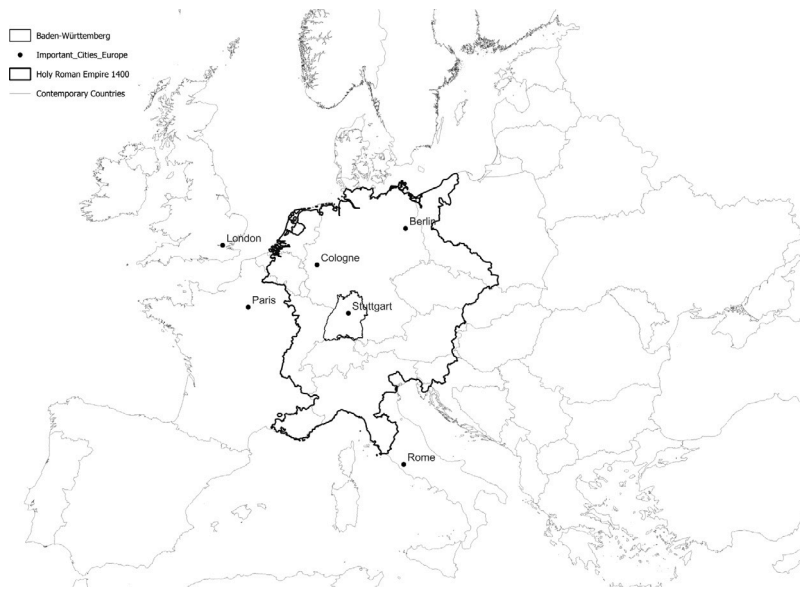 Baden-Württemberg
Important_Cities_Europe
Holy Roman Empire 1400
Contemporary Countries
London
Berlin
Cologne
Paris
Stuttgart
Rome